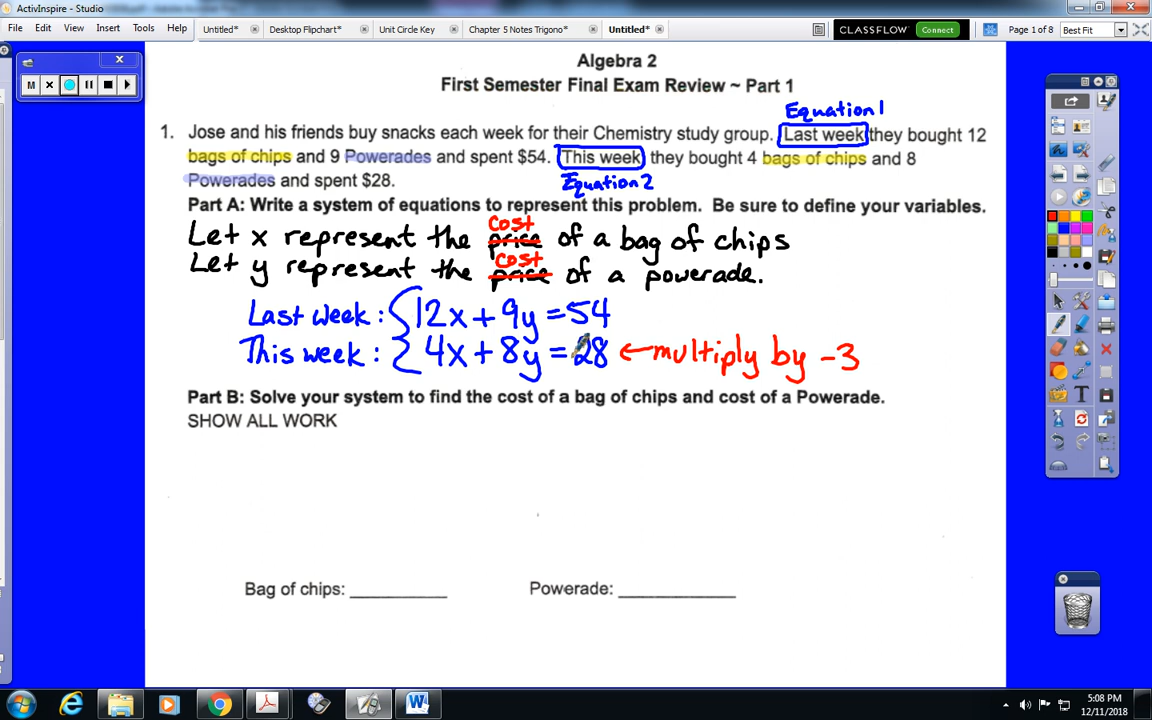 ActivInspire - Studio
File Edit View Insert Tools Help
Untitled* Desktop Flipchart* Unit Circle Key Chapter 5 Notes Trigono* Untitled*
CLASSFLOW Connect
Page 1 of 8 Best Fit
M
Algebra 2
First Semester Final Exam Review ~ Part 1
Equation 1
1. Jose and his friends buy snacks each week for their Chemistry study group. Last week they bought 12
bags of chips and 9 Powerades and spent $54. This week they bought 4 bags of chips and 8
Powerades and spent $28.
Equation 2
Part A: Write a system of equations to represent this problem. Be sure to define your variables.
cost
Let x represent the price of a bag of chips
cost
Let y represent the price of a powerade.
Last week: { 12x + 9y = 54
This week: { 4x + 8y = 28 ← multiply by -3
Part B: Solve your system to find the cost of a bag of chips and cost of a Powerade.
SHOW ALL WORK
Bag of chips: __________ Powerade: ____________
5:08 PM
12/11/2018